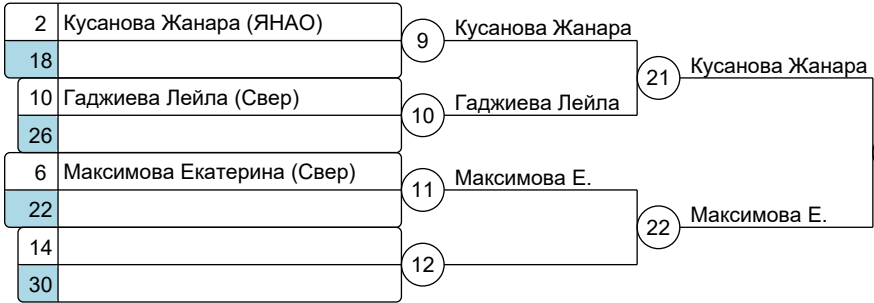 2 Кусанова Жанара (ЯНАО)
18
9 Кусанова Жанара
10 Гаджиева Лейла (Свер)
26
10 Гаджиева Лейла
21 Кусанова Жанара
6 Максимова Екатерина (Свер)
22
11 Максимова Е.
14
30
12
22 Максимова Е.